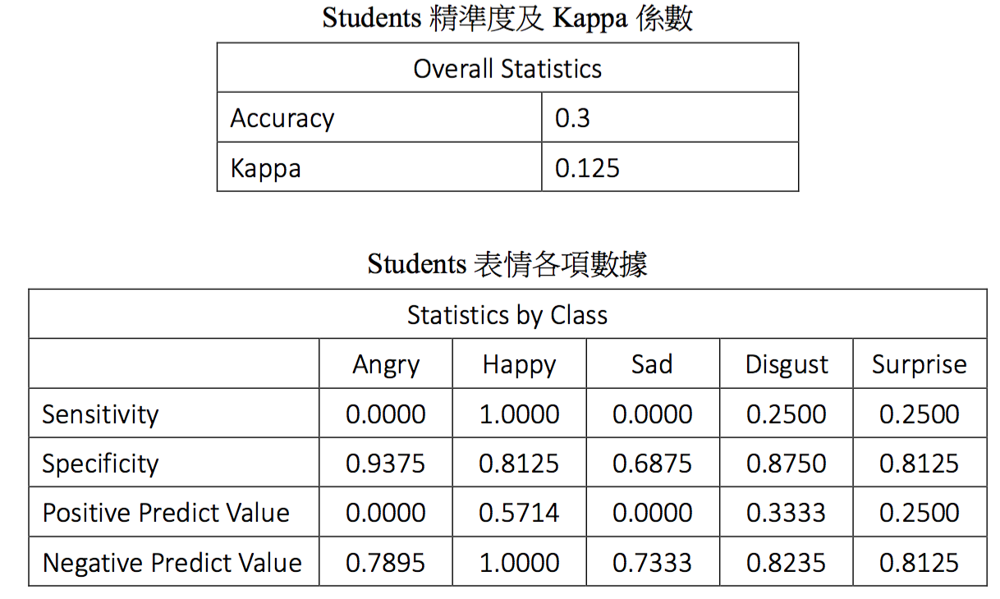 Students 精準度及 Kappa 係數
Overall Statistics
Accuracy 0.3
Kappa 0.125
Students 表情各項數據
Statistics by Class
Angry Happy Sad Disgust Surprise
Sensitivity 0.0000 1.0000 0.0000 0.2500 0.2500
Specificity 0.9375 0.8125 0.6875 0.8750 0.8125
Positive Predict Value 0.0000 0.5714 0.0000 0.3333 0.2500
Negative Predict Value 0.7895 1.0000 0.7333 0.8235 0.8125